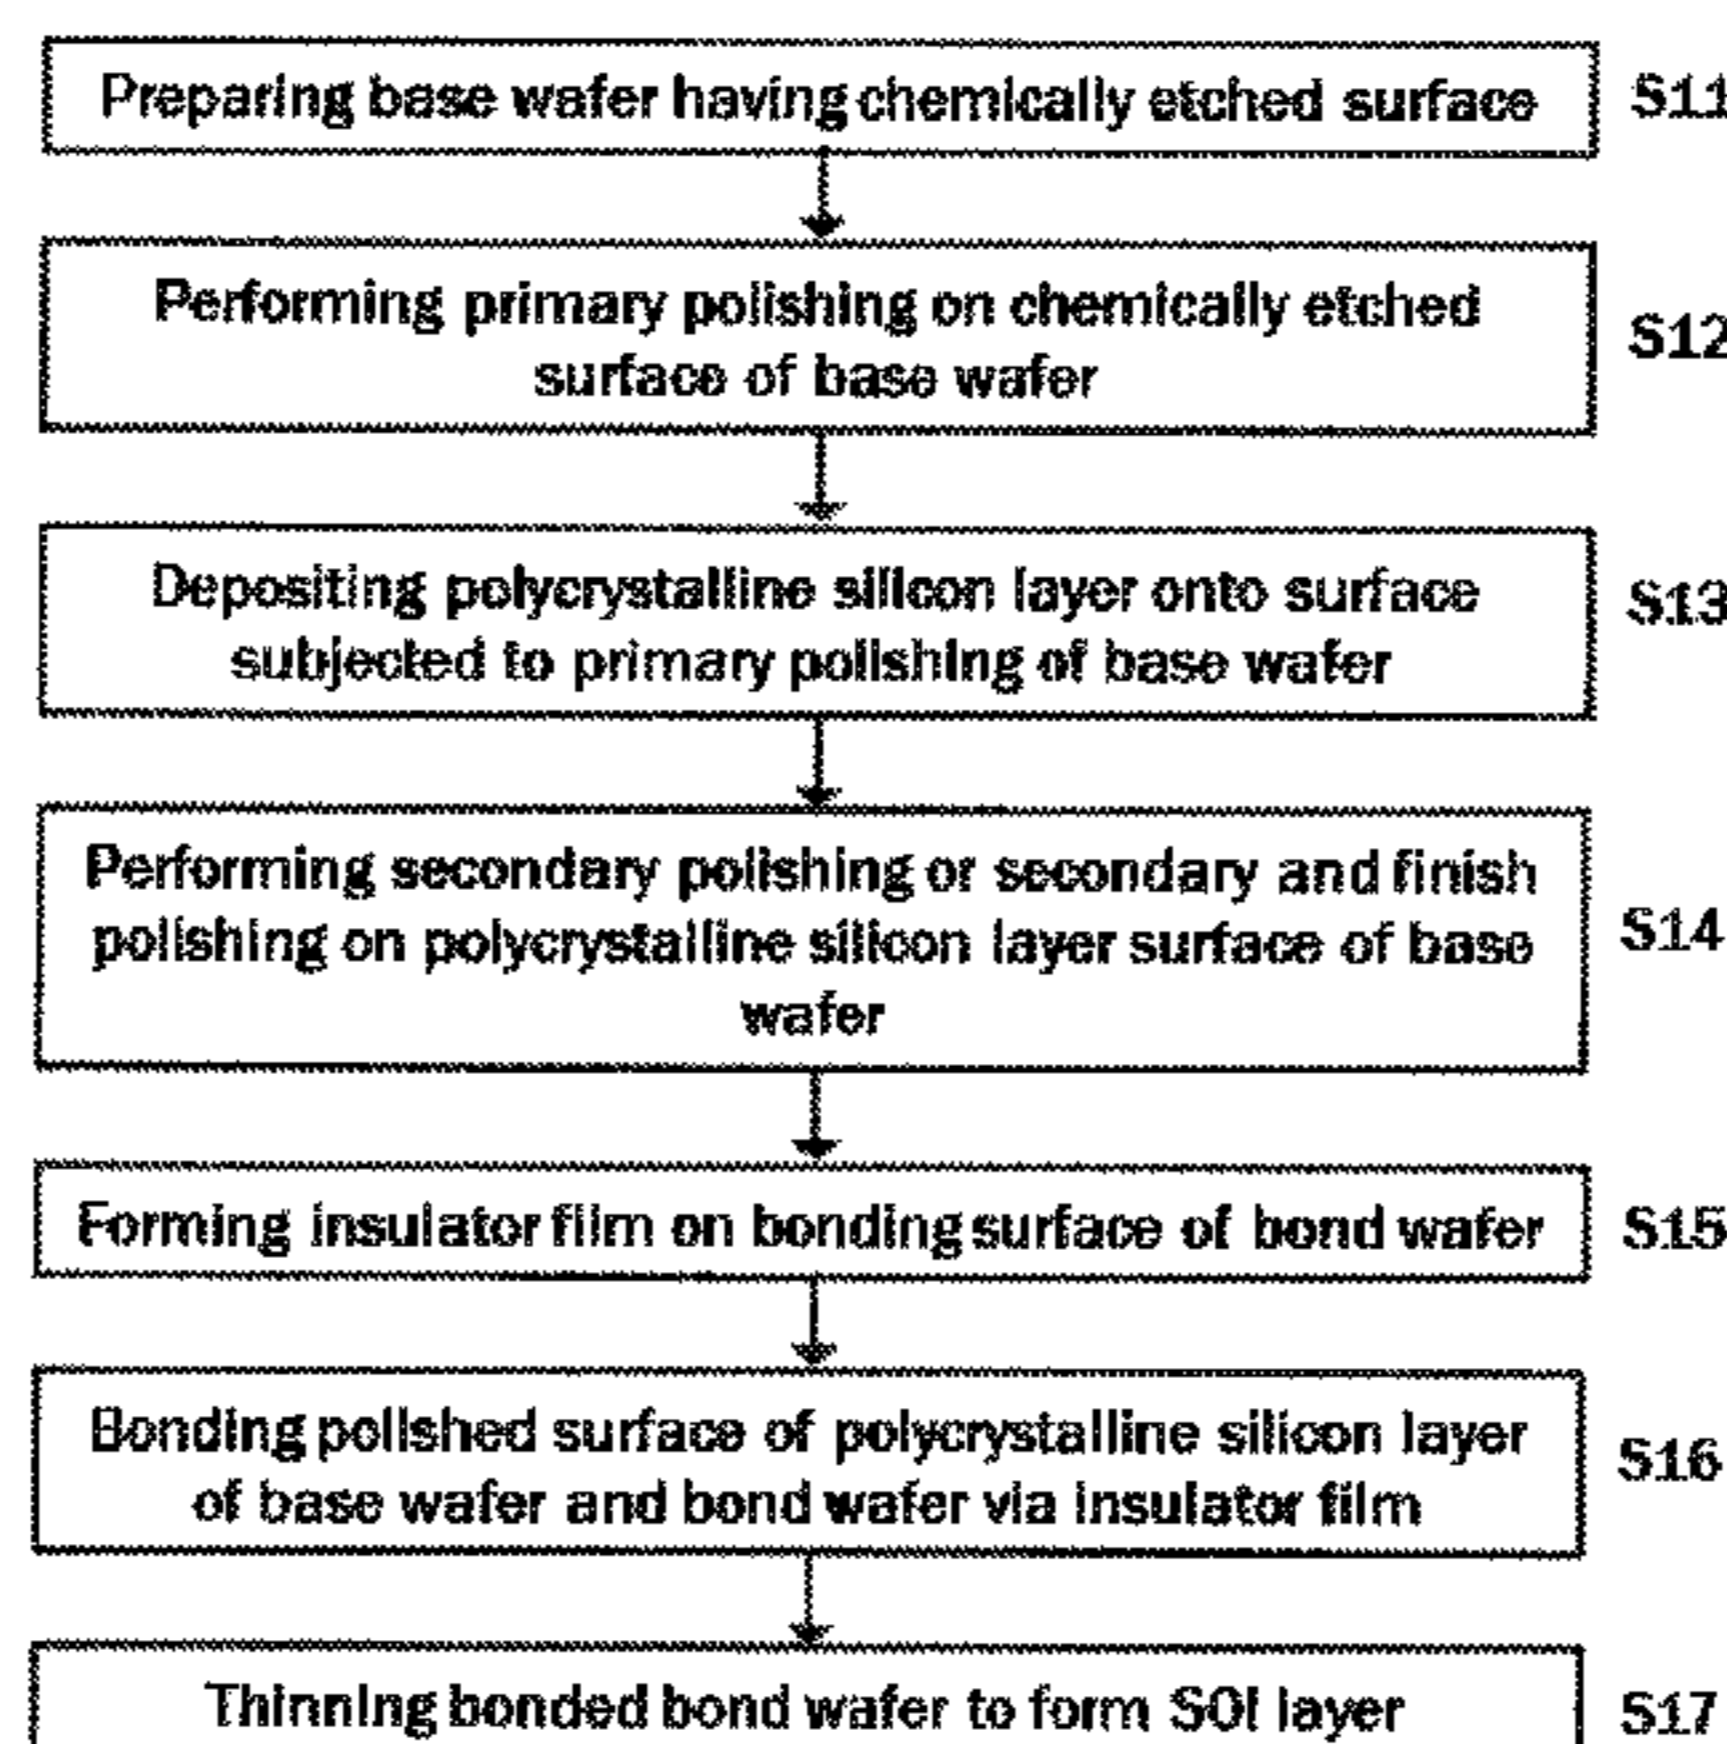 Preparing base wafer having chemically etched surface
S11
Performing primary polishing on chemically etched
surface of base wafer
S12
Depositing polycrystalline silicon layer onto surface
subjected to primary polishing of base wafer
S13
Performing secondary polishing or secondary and finish
polishing on polycrystalline silicon layer surface of base
wafer
S14
Forming insulator film on bonding surface of bond wafer
S15
Bonding polished surface of polycrystalline silicon layer
of base wafer and bond wafer via insulator film
S16
Thinning bonded bond wafer to form SOI layer
S17